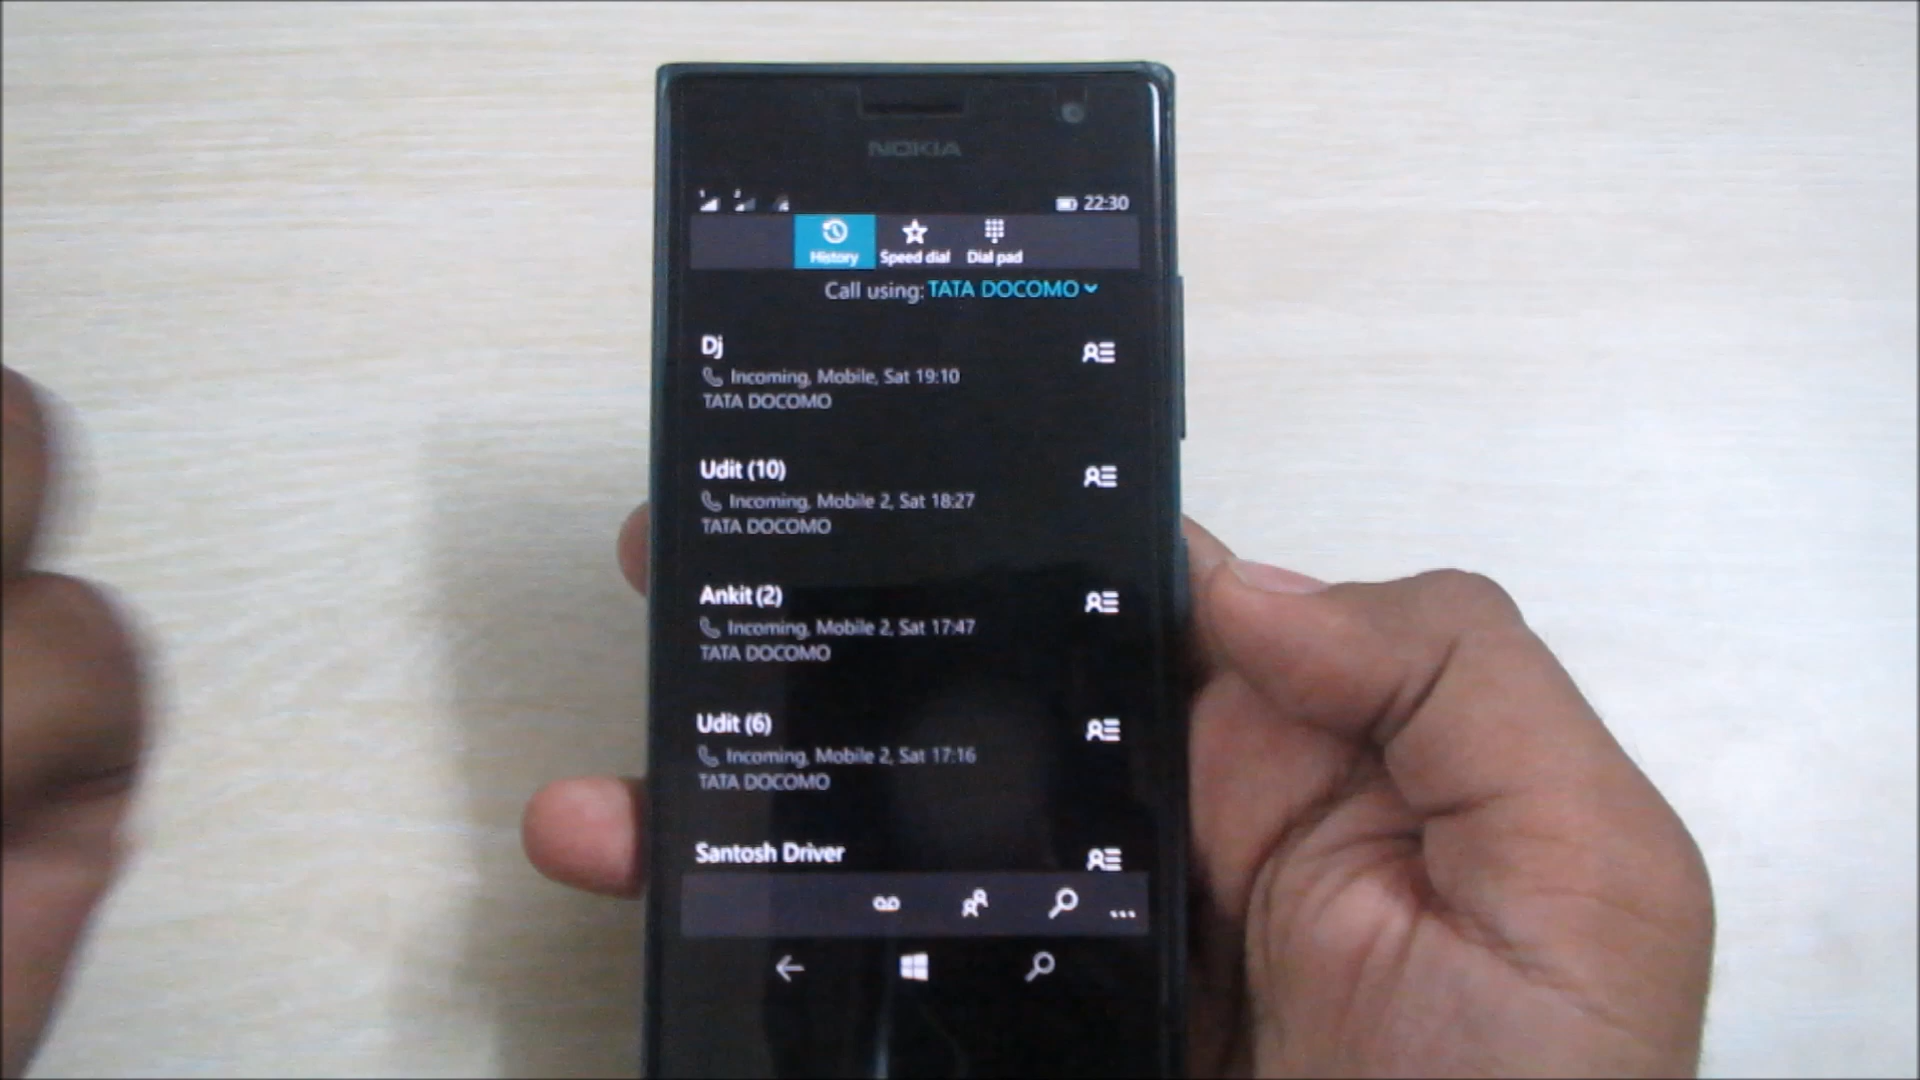 NOKIA
1 2
22:30
History Speed dial Dial pad
Call using: TATA DOCOMO
Dj
Incoming, Mobile, Sat 19:10
TATA DOCOMO
Udit (10)
Incoming, Mobile 2, Sat 18:27
TATA DOCOMO
Ankit (2)
Incoming, Mobile 2, Sat 17:47
TATA DOCOMO
Udit (6)
Incoming, Mobile 2, Sat 17:16
TATA DOCOMO
Santosh Driver
...